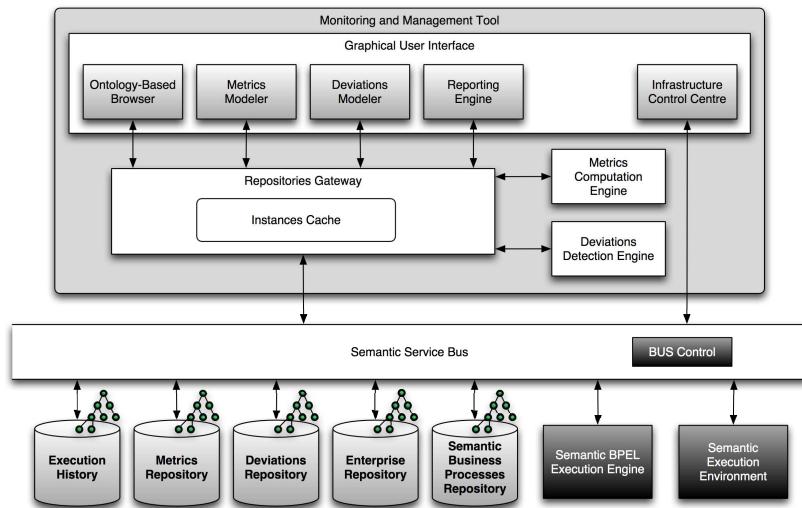 Monitoring and Management Tool
Graphical User Interface
Ontology-Based
Browser
Metrics
Modeler
Deviations
Modeler
Reporting
Engine
Infrastructure
Control Centre
Repositories Gateway
Instances Cache
Metrics
Computation
Engine
Deviations
Detection Engine
Semantic Service Bus
BUS Control
Execution
History
Metrics
Repository
Deviations
Repository
Enterprise
Repository
Semantic
Business
Processes
Repository
Semantic BPEL
Execution Engine
Semantic
Execution
Environment